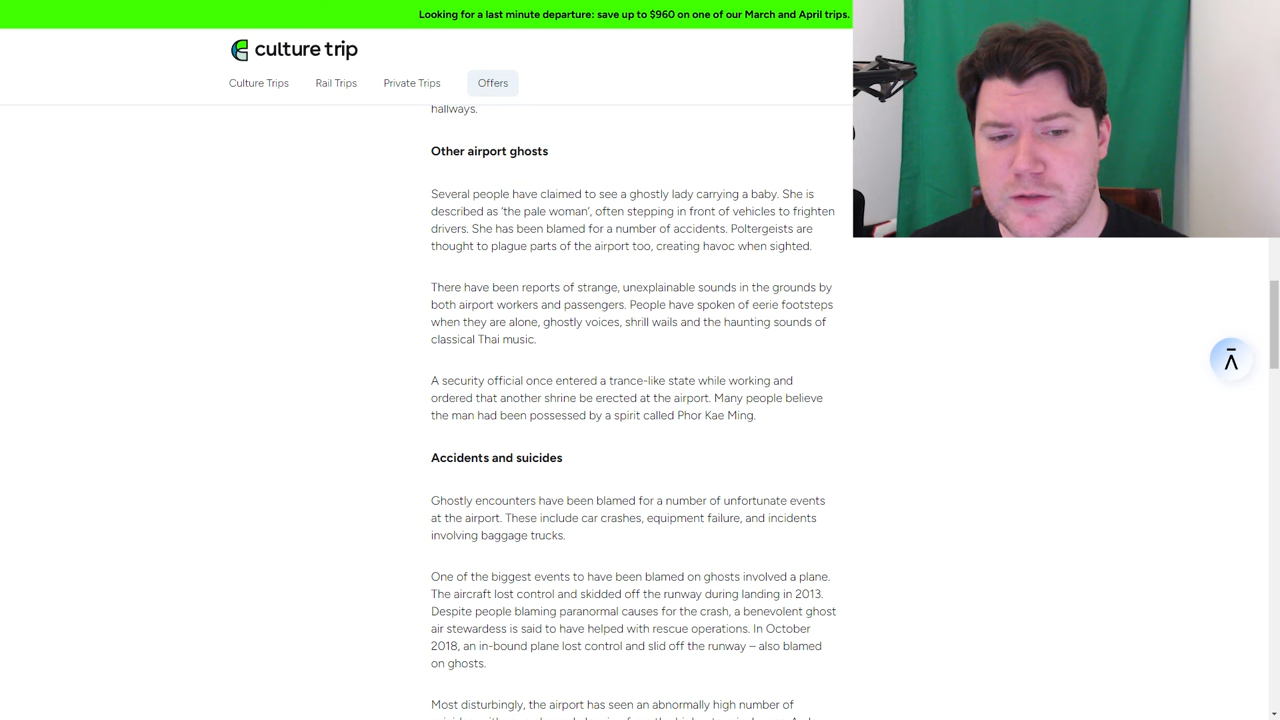 Looking for a last minute departure: save up to $960 on one of our March and April trips.
culture trip
Culture Trips
Rail Trips
Private Trips
Offers
hallways.
Other airport ghosts
Several people have claimed to see a ghostly lady carrying a baby. She is
described as ‘the pale woman’, often stepping in front of vehicles to frighten
drivers. She has been blamed for a number of accidents. Poltergeists are
thought to plague parts of the airport too, creating havoc when sighted.
There have been reports of strange, unexplainable sounds in the grounds by
both airport workers and passengers. People have spoken of eerie footsteps
when they are alone, ghostly voices, shrill wails and the haunting sounds of
classical Thai music.
A security official once entered a trance-like state while working and
ordered that another shrine be erected at the airport. Many people believe
the man had been possessed by a spirit called Phor Kae Ming.
Accidents and suicides
Ghostly encounters have been blamed for a number of unfortunate events
at the airport. These include car crashes, equipment failure, and incidents
involving baggage trucks.
One of the biggest events to have been blamed on ghosts involved a plane.
The aircraft lost control and skidded off the runway during landing in 2013.
Despite people blaming paranormal causes for the crash, a benevolent ghost
air stewardess is said to have helped with rescue operations. In October
2018, an in-bound plane lost control and slid off the runway – also blamed
on ghosts.
Most disturbingly, the airport has seen an abnormally high number of